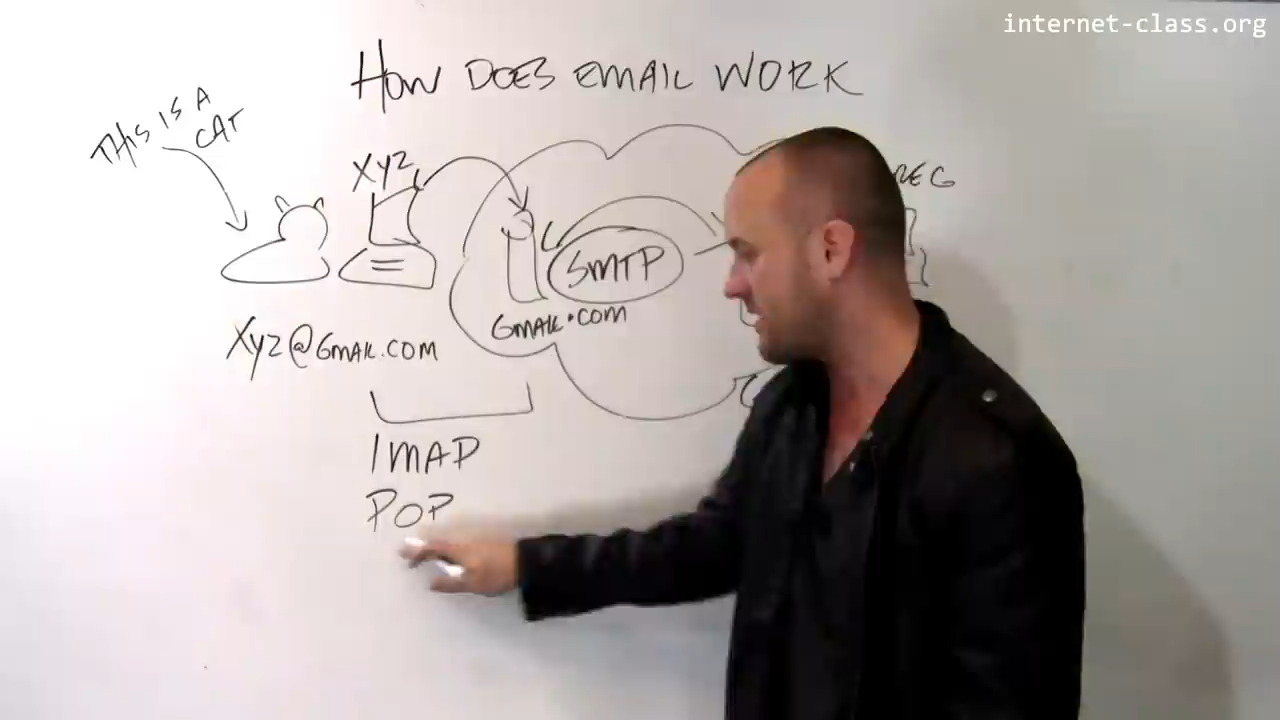 internet-class.org
HOW DOES EMAIL WORK
THIS IS A
CAT
XYZ
SMTP
GMAIL.COM
XYZ@GMAIL.COM
IMAP
POP